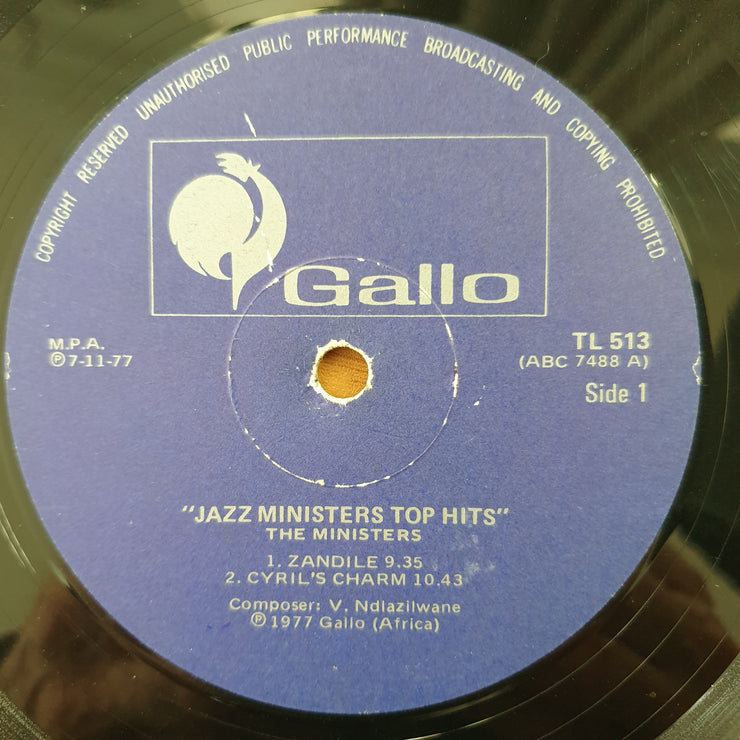 COPYRIGHT RESERVED UNAUTHORISED PUBLIC PERFORMANCE BROADCASTING AND COPYING PROHIBITED
Gallo
M.P.A.
℗7-11-77
TL 513
(ABC 7488 A)
Side 1
"JAZZ MINISTERS TOP HITS"
THE MINISTERS
1. ZANDILE 9.35
2. CYRIL'S CHARM 10.43
Composer: V. Ndlazilwane
℗ 1977 Gallo (Africa)